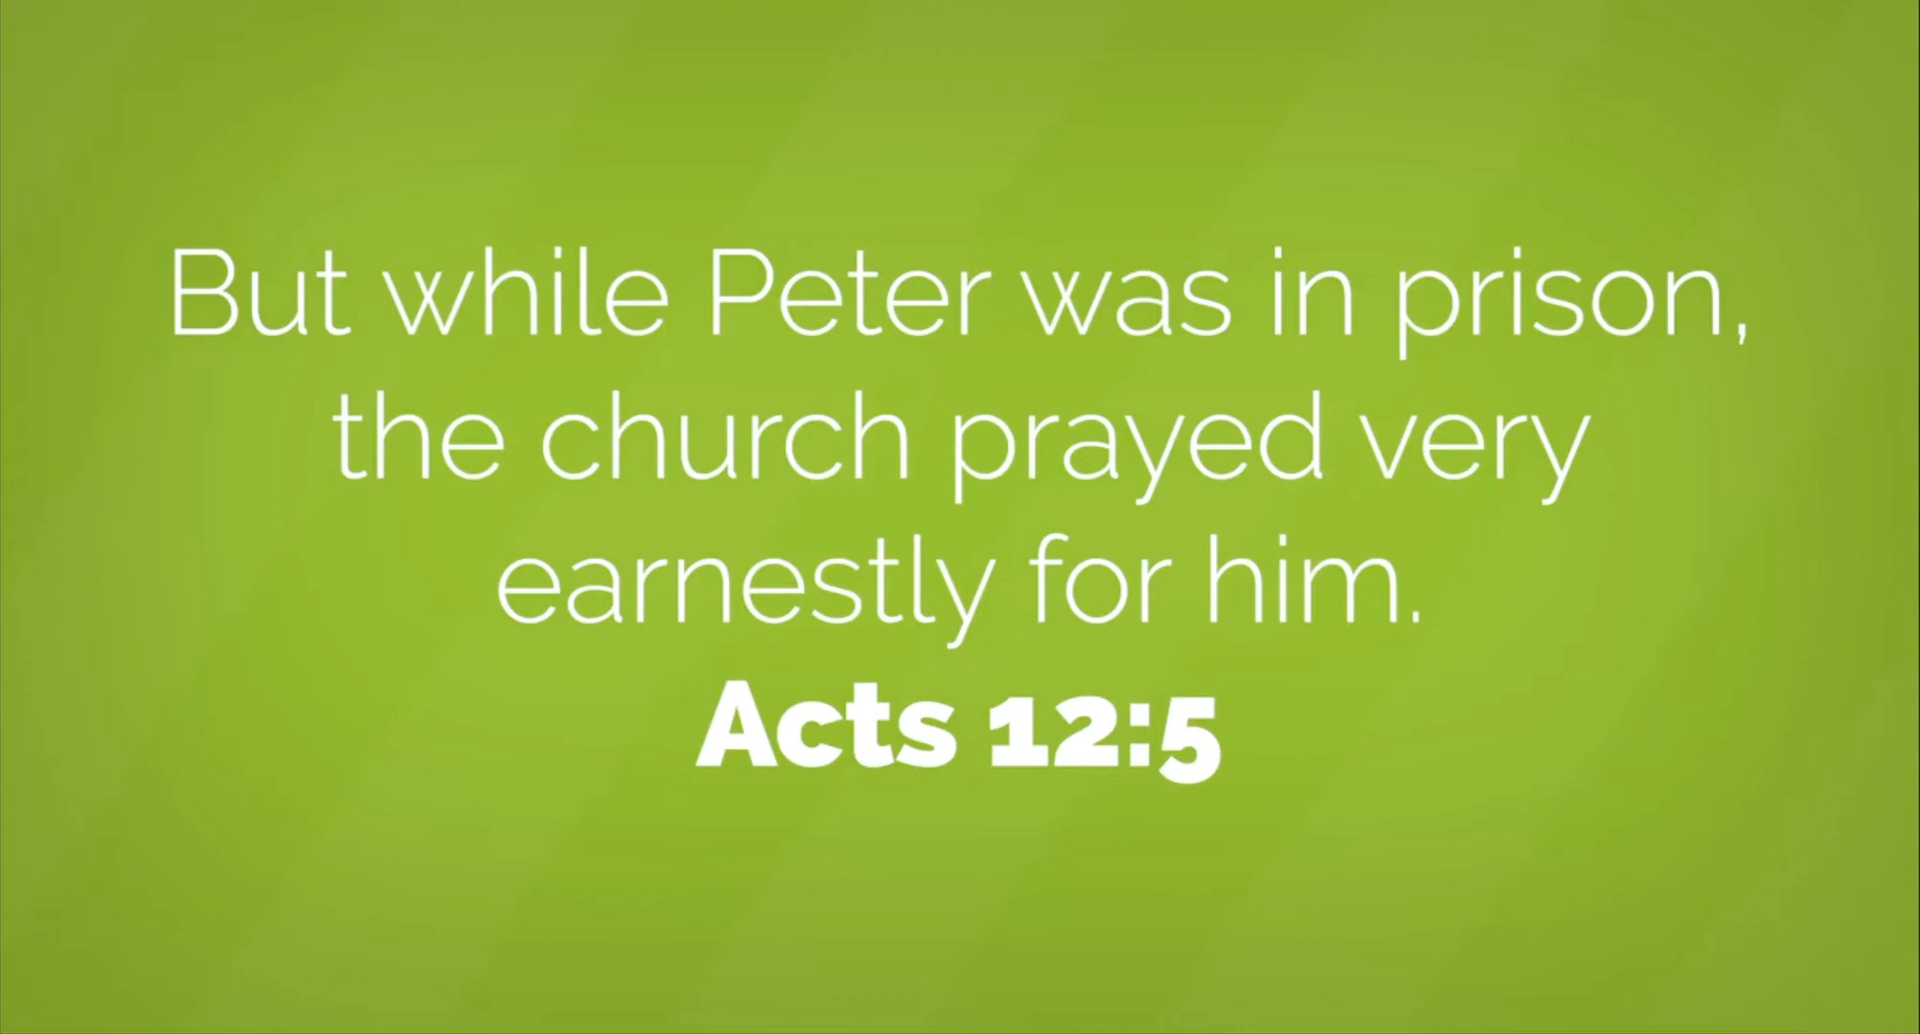 But while Peter was in prison,
the church prayed very
earnestly for him.
Acts 12:5